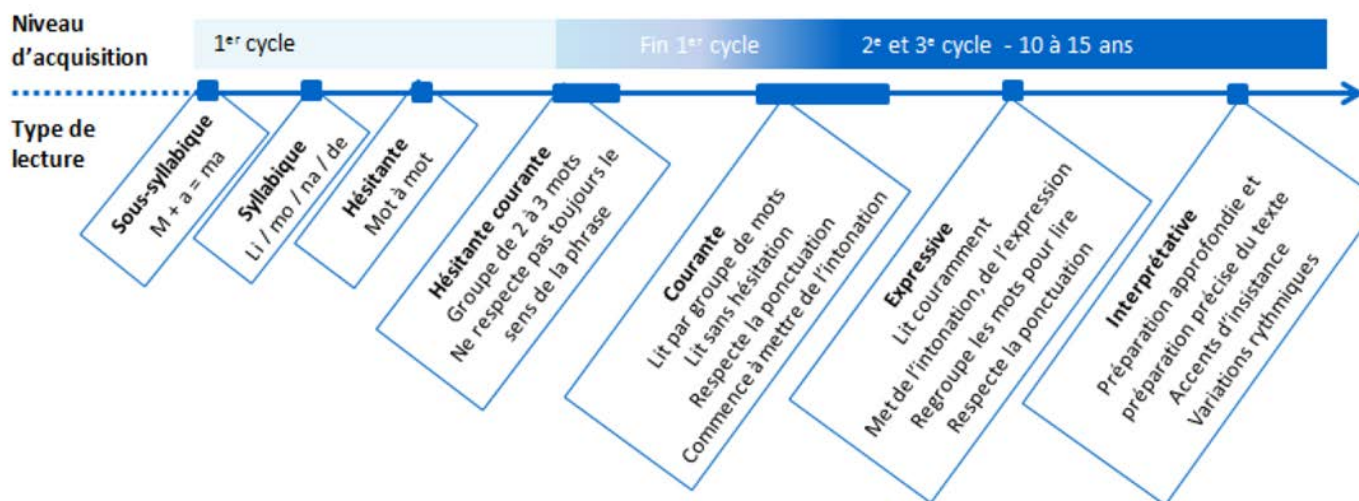 Niveau
d'acquisition
1er cycle
Fin 1er cycle
2e et 3e cycle - 10 à 15 ans
Type de
lecture
Sous-syllabique
M + a = ma
Syllabique
Li / mo / na / de
Hésitante
Mot à mot
Hésitante courante
Groupe de 2 à 3 mots
Ne respecte pas toujours le
sens de la phrase
Courante
Lit par groupe de mots
Lit sans hésitation
Respecte la ponctuation
Commence à mettre de l'intonation
Expressive
Lit couramment
Met de l'intonation, de l'expression
Regroupe les mots pour lire
Respecte la ponctuation
Interprétative
Préparation approfondie et
préparation précise du texte
Accents d'insistance
Variations rythmiques